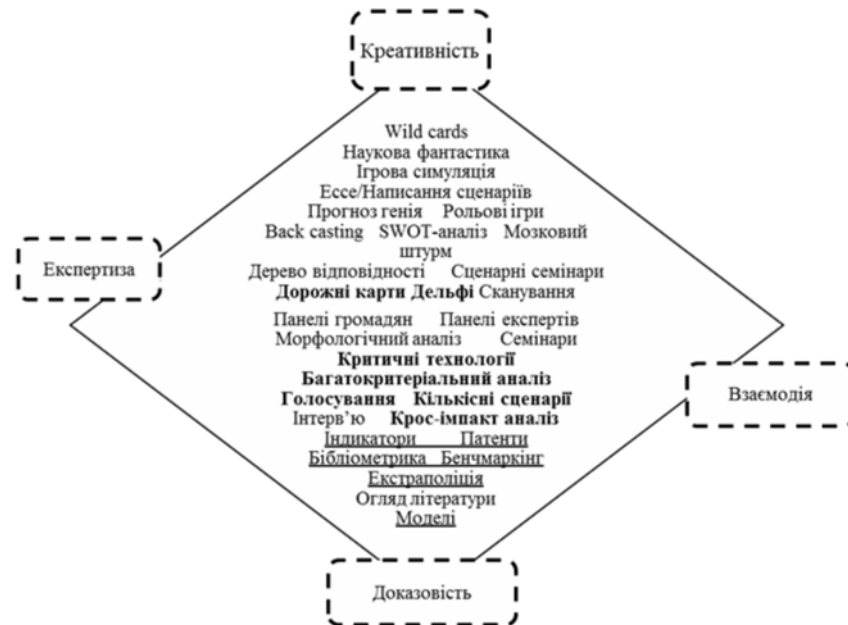 Креативність
Wild cards
Наукова фантастика
Ігрова симуляція
Ессе/Написання сценаріїв
Прогноз генія Рольові ігри
Back casting SWOT-аналіз Мозковий
штурм
Експертиза
Дерево відповідності Сценарні семінари
Дорожні карти Дельфі Сканування
Панелі громадян Панелі експертів
Морфологічний аналіз Семінари
Критичні технології
Багатокритеріальний аналіз
Взаємодія
Голосування Кількісні сценарії
Інтерв’ю Крос-імпакт аналіз
Індикатори Патенти
Бібліометрика Бенчмаркінг
Екстраполіція
Огляд літератури
Моделі
Доказовість